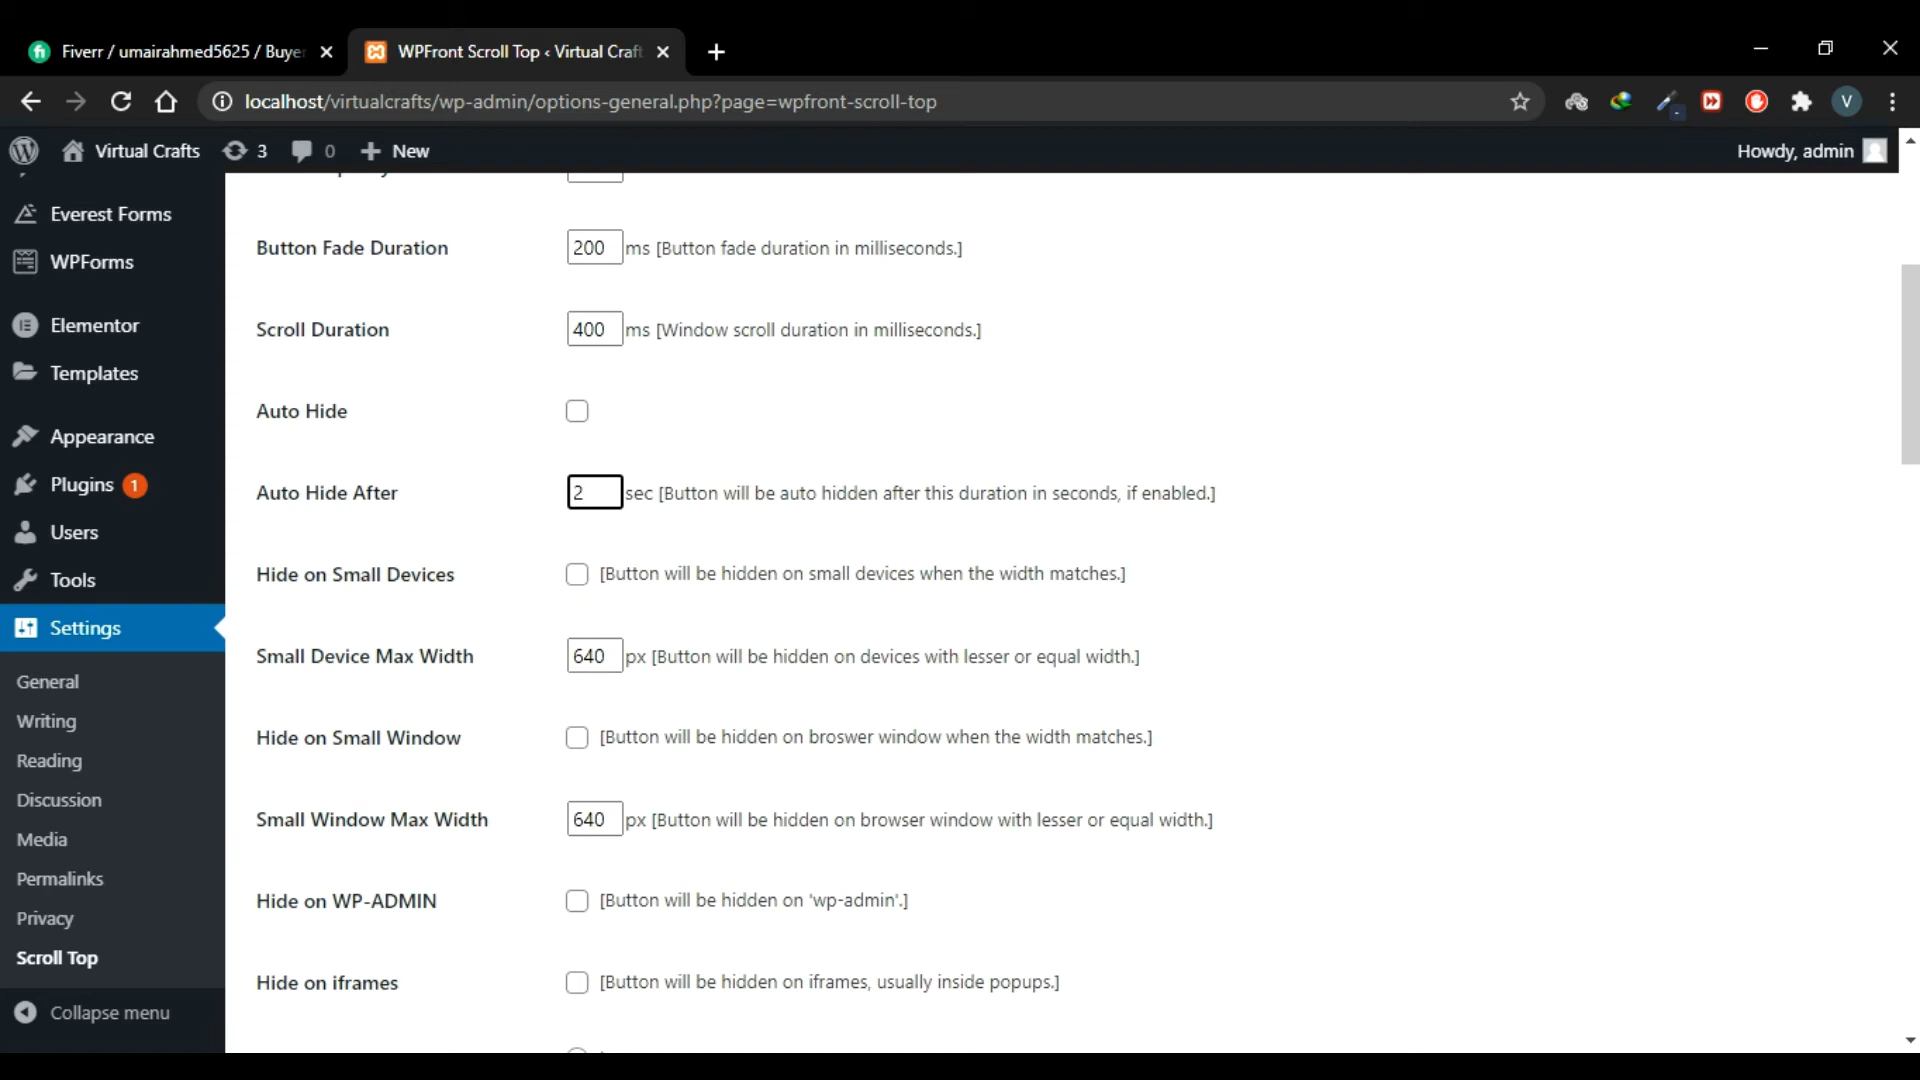 Fiverr / umairahmed5625 / Buye
WPFront Scroll Top ‹ Virtual Craft
localhost/virtualcrafts/wp-admin/options-general.php?page=wpfront-scroll-top
V
Virtual Crafts
3
0
New
Howdy, admin
Everest Forms
WPForms
Elementor
Templates
Appearance
Plugins 1
Users
Tools
Settings
General
Writing
Reading
Discussion
Media
Permalinks
Privacy
Scroll Top
Collapse menu
Button Fade Duration 200 ms [Button fade duration in milliseconds.]
Scroll Duration 400 ms [Window scroll duration in milliseconds.]
Auto Hide
Auto Hide After 2 sec [Button will be auto hidden after this duration in seconds, if enabled.]
Hide on Small Devices [Button will be hidden on small devices when the width matches.]
Small Device Max Width 640 px [Button will be hidden on devices with lesser or equal width.]
Hide on Small Window [Button will be hidden on broswer window when the width matches.]
Small Window Max Width 640 px [Button will be hidden on browser window with lesser or equal width.]
Hide on WP-ADMIN [Button will be hidden on 'wp-admin'.]
Hide on iframes [Button will be hidden on iframes, usually inside popups.]